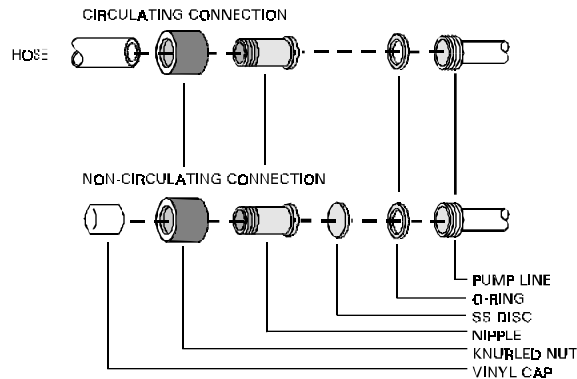 CIRCULATING CONNECTION
HOSE
NON-CIRCULATING CONNECTION
PUMP LINE
O-RING
SS DISC
NIPPLE
KNURLED NUT
VINYL CAP